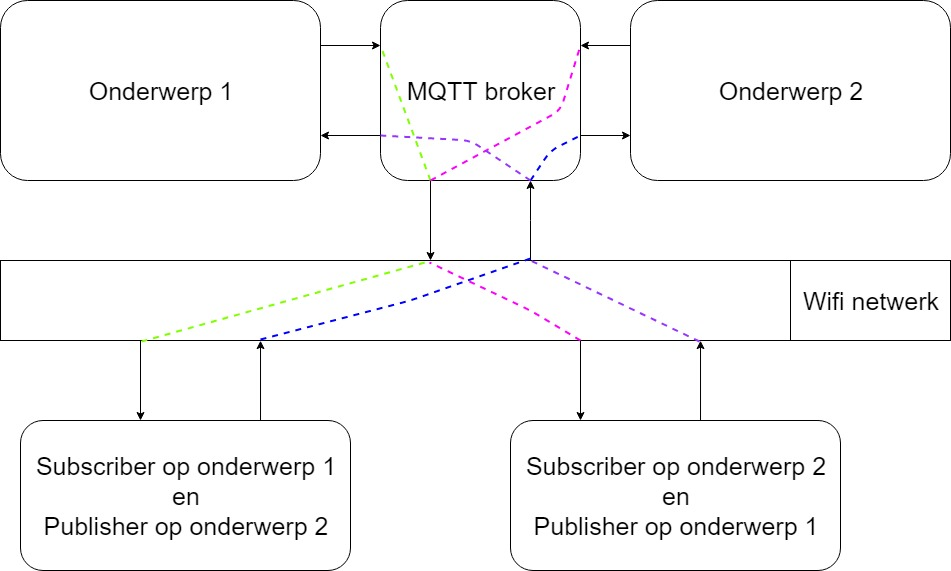 Onderwerp 1
MQTT broker
Onderwerp 2
Wifi netwerk
Subscriber op onderwerp 1
en
Publisher op onderwerp 2
Subscriber op onderwerp 2
en
Publisher op onderwerp 1